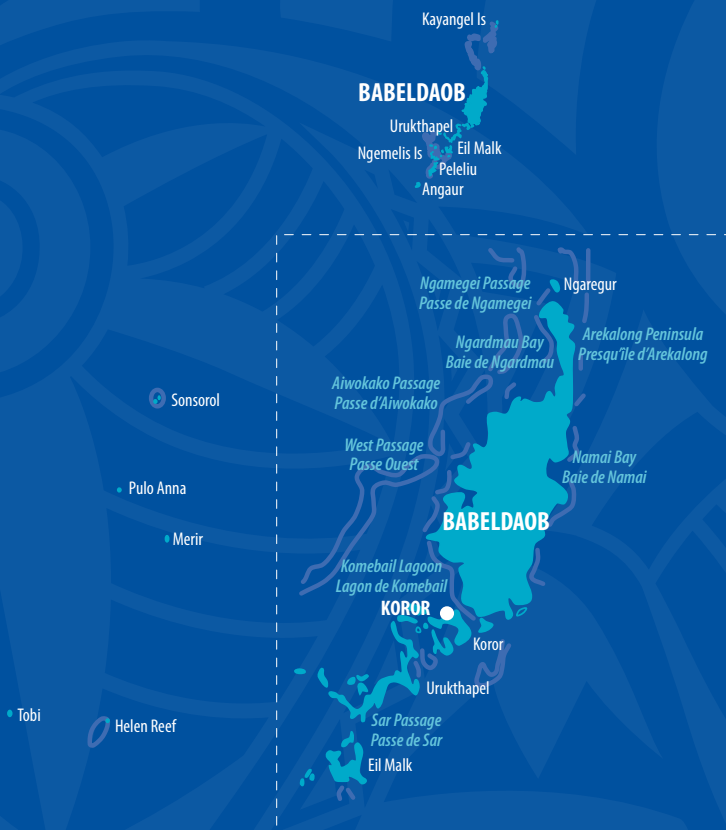 Kayangel Is
BABELDAOB
Urukthapel
Ngemelis Is
Eil Malk
Peleliu
Angaur
Ngamegei Passage
Passe de Ngamegei
Ngaregur
Ngardmau Bay
Baie de Ngardmau
Arekalong Peninsula
Presqu'île d'Arekalong
Aiwokako Passage
Passe d'Aiwokako
Sonsorol
West Passage
Passe Ouest
Namai Bay
Baie de Namai
Pulo Anna
BABELDAOB
Merir
Komebail Lagoon
Lagon de Komebail
KOROR
Koror
Urukthapel
Tobi
Helen Reef
Sar Passage
Passe de Sar
Eil Malk